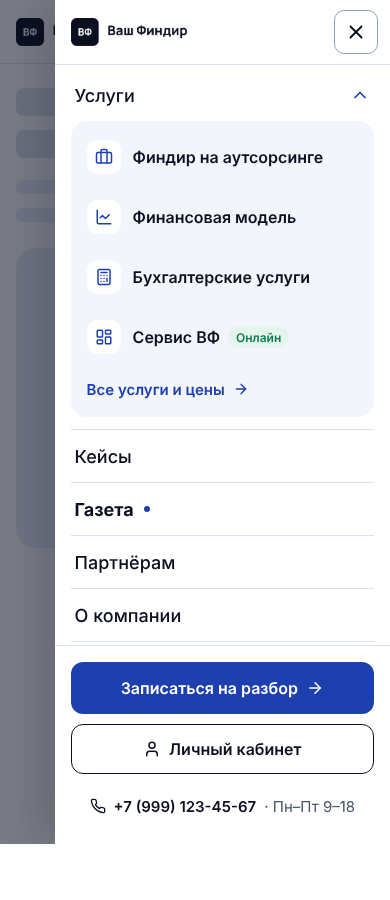 ВФ
ВФ Ваш Финдир
Услуги
Финдир на аутсорсинге
Финансовая модель
Бухгалтерские услуги
Сервис ВФ Онлайн
Все услуги и цены
Кейсы
Газета
Партнёрам
О компании
Записаться на разбор
Личный кабинет
+7 (999) 123-45-67 · Пн–Пт 9–18